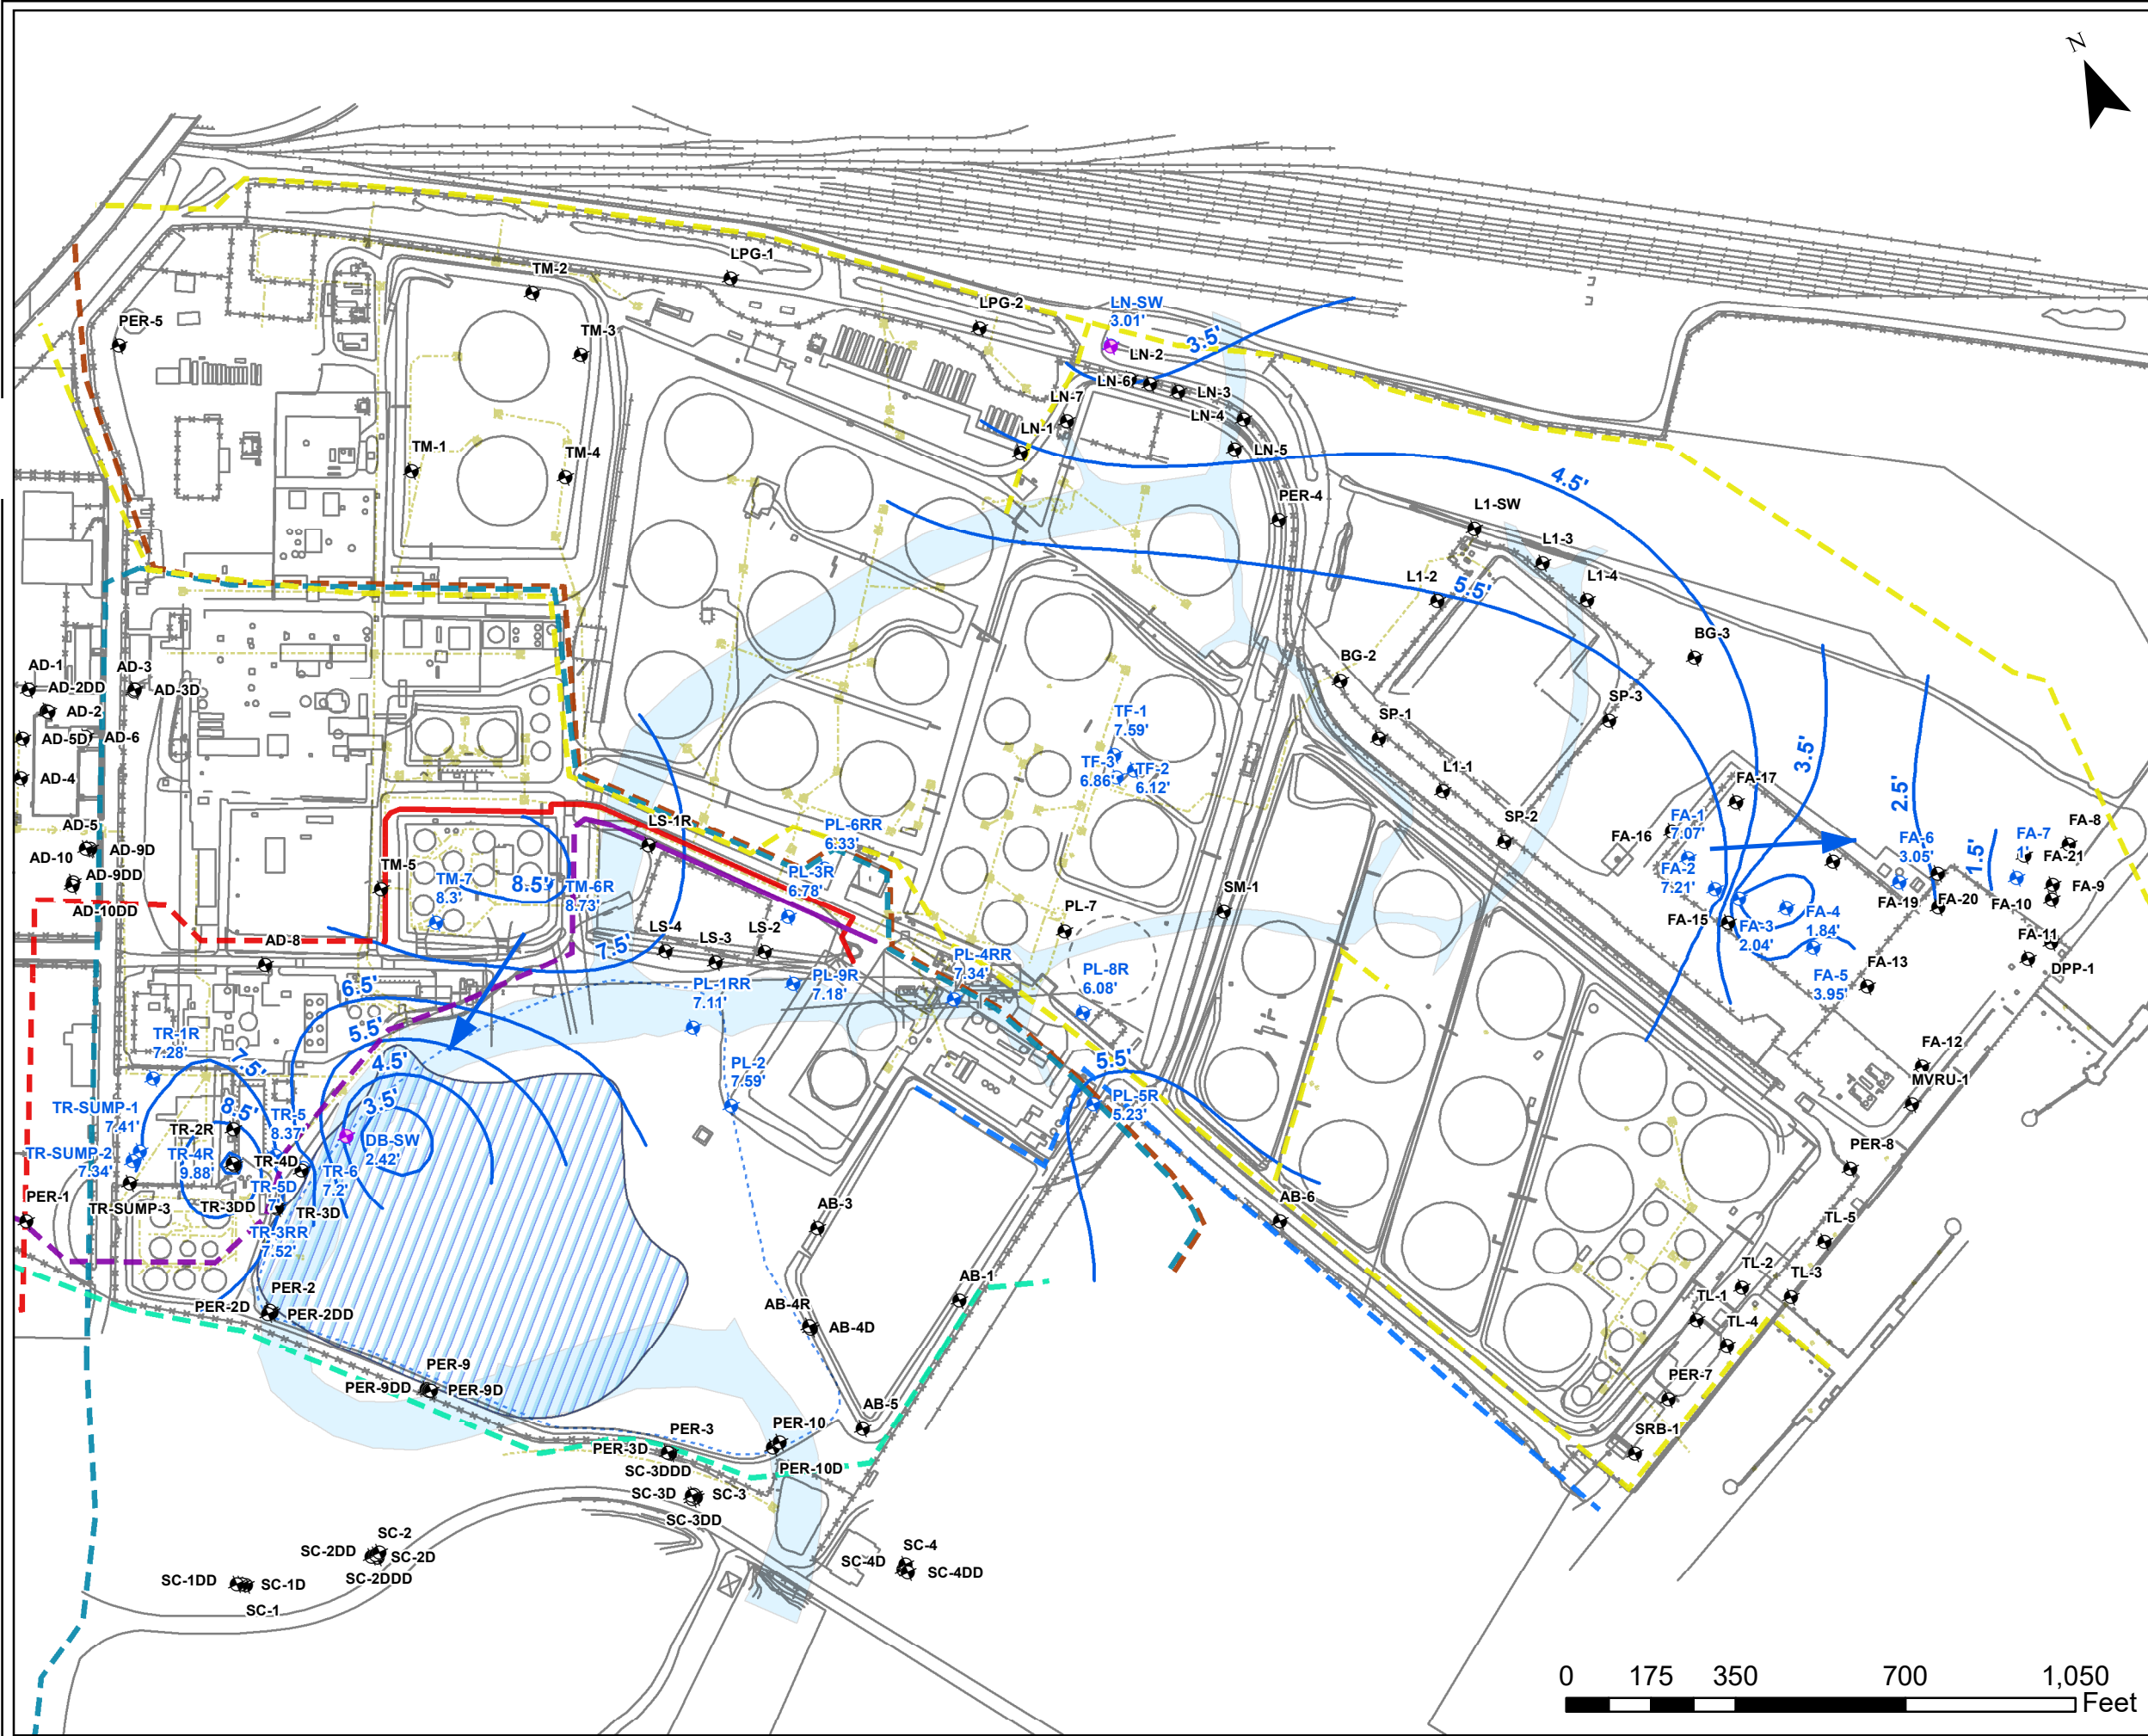 N
LPG-1
TM-2
LPG-2
LN-SW
3.01'
PER-5
TM-3
3.5'
LN-2
LN-6
LN-3
LN-7
LN-4
LN-1
TM-1
TM-4
LN-5
4.5'
PER-4
L1-SW
L1-3
L1-2
5.5'
L1-4
BG-3
BG-2
AD-1
AD-3
AD-2DD
AD-3D
AD-2
SP-3
TF-1
7.59'
SP-1
AD-5D
AD-6
3.5'
TF-3
6.86'
TF-2
6.12'
AD-4
L1-1
FA-17
2.5'
SP-2
FA-1
7.07'
FA-16
FA-8
AD-5
LS-1R
PL-6RR
6.33'
FA-6
3.05'
FA-7
1'
AD-9D
AD-10
1.5'
FA-21
TM-5
PL-3R
6.78'
FA-2
7.21'
AD-9DD
TM-7
8.3'
8.5'
TM-6R
8.73'
SM-1
FA-9
FA-19
FA-20
FA-10
AD-10DD
PL-7
FA-15
FA-3
2.04'
FA-4
1.84'
AD-8
7.5'
LS-4
LS-3
LS-2
FA-11
PL-4RR
7.34'
PL-8R
6.08'
FA-13
DPP-1
6.5'
PL-1RR
7.11'
PL-9R
7.18'
FA-5
3.95'
5.5'
TR-1R
7.28'
7.5'
4.5'
PL-2
7.59'
5.5'
FA-12
MVRU-1
3.5'
8.5'
TR-SUMP-1
7.41'
TR-5
8.37'
PL-5R
5.23'
TR-2R
DB-SW
2.42'
TR-SUMP-2
7.34'
TR-4R
9.88'
TR-4D
TR-6
7.2'
PER-8
TR-5D
7'
PER-1
TR-SUMP-3
TR-3DD
TR-3D
AB-6
AB-3
TL-5
TR-3RR
7.52'
TL-2
TL-3
PER-2
AB-1
TL-1
PER-2D
PER-2DD
AB-4R
AB-4D
TL-4
PER-9
PER-7
PER-9DD
PER-9D
AB-5
PER-3
PER-10
SRB-1
PER-3D
SC-3DDD
PER-10D
SC-3D
SC-3
SC-3DD
SC-2
SC-4
SC-2DD
SC-2D
SC-4D
SC-4DD
SC-1DD
SC-1D
SC-2DDD
SC-1
0 175 350 700 1,050
Feet